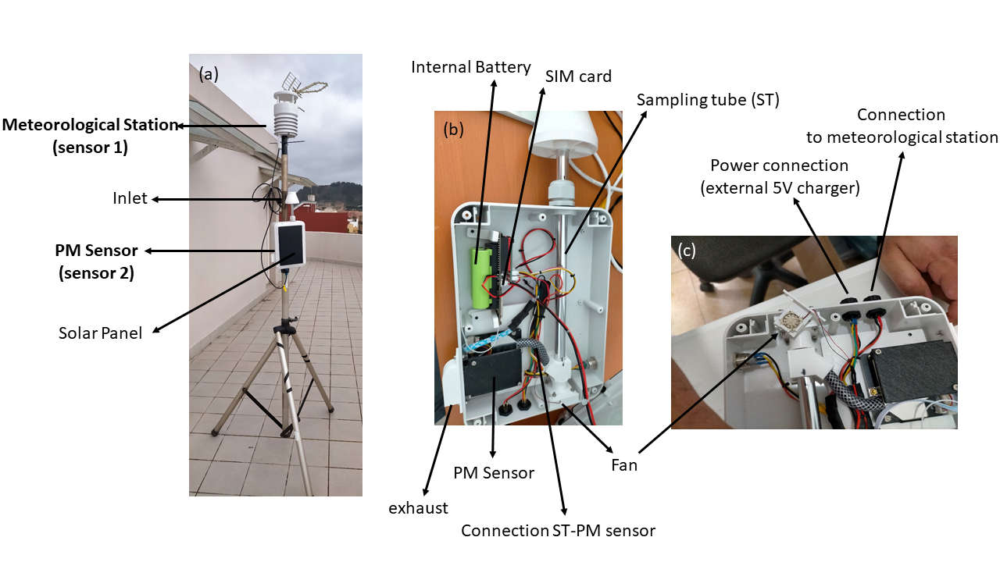 (a)
Meteorological Station
(sensor 1)
Inlet
PM Sensor
(sensor 2)
Solar Panel
Internal Battery
SIM card
Sampling tube (ST)
(b)
PM Sensor
exhaust
Connection ST-PM sensor
Fan
Connection
to meteorological station
Power connection
(external 5V charger)
(c)